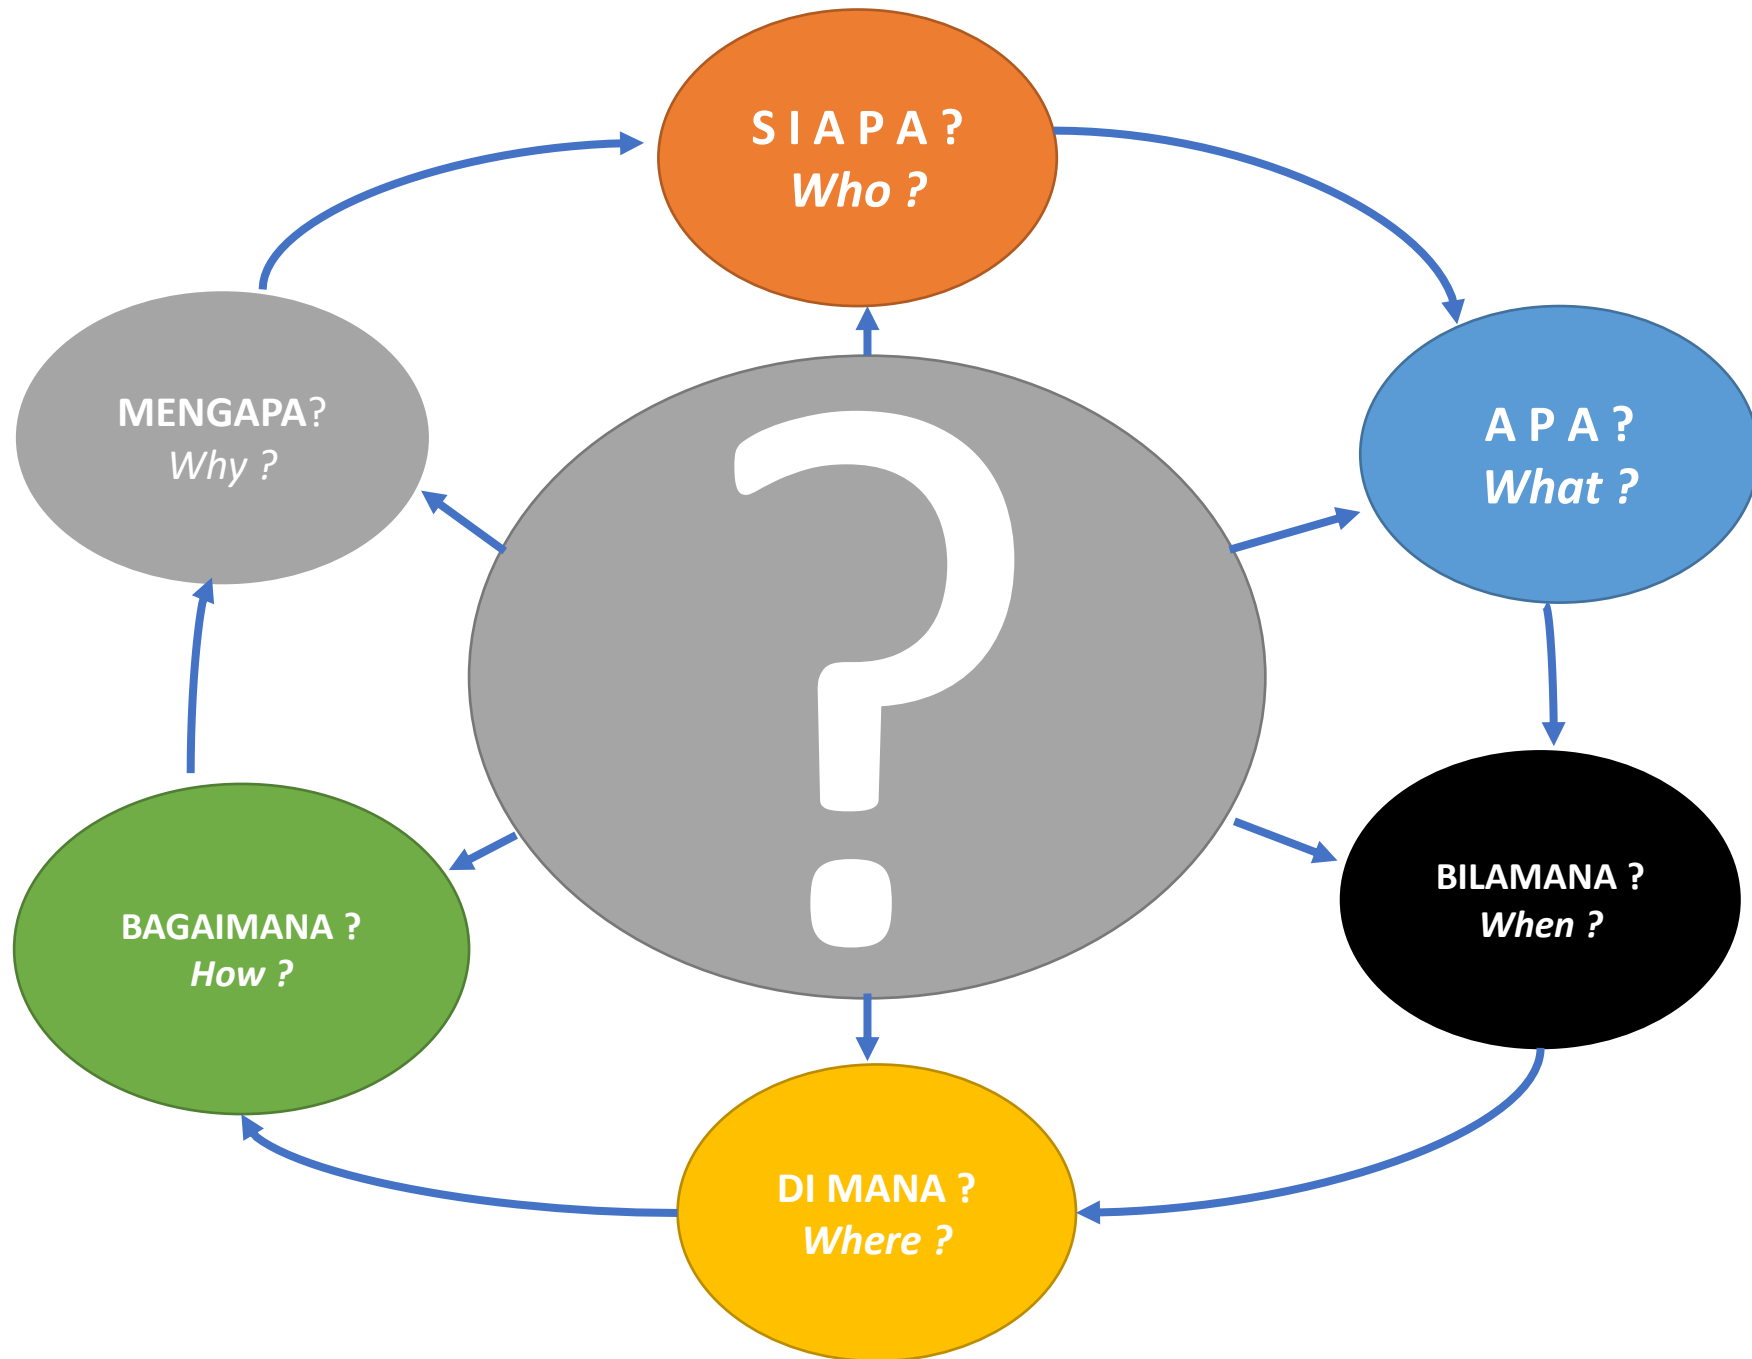 S I A P A ?
Who ?
A P A ?
What ?
BILAMANA ?
When ?
DI MANA ?
Where ?
BAGAIMANA ?
How ?
MENGAPA?
Why ?
?